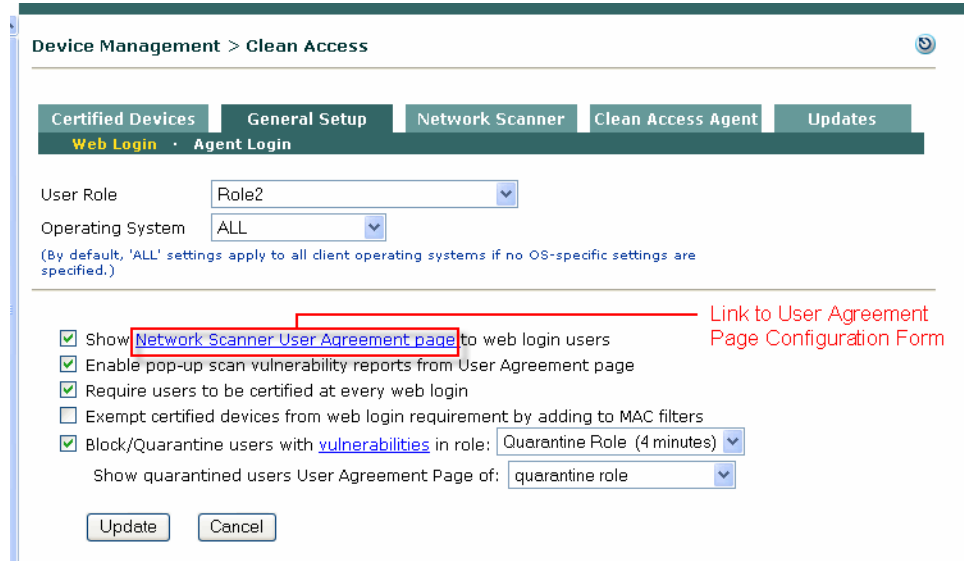 Device Management > Clean Access
Certified Devices General Setup Network Scanner Clean Access Agent Updates
Web Login · Agent Login
User Role Role2
Operating System ALL
(By default, 'ALL' settings apply to all client operating systems if no OS-specific settings are
specified.)
Link to User Agreement
Page Configuration Form
Show Network Scanner User Agreement page to web login users
Enable pop-up scan vulnerability reports from User Agreement page
Require users to be certified at every web login
Exempt certified devices from web login requirement by adding to MAC filters
Block/Quarantine users with vulnerabilities in role: Quarantine Role (4 minutes)
Show quarantined users User Agreement Page of: quarantine role
Update Cancel